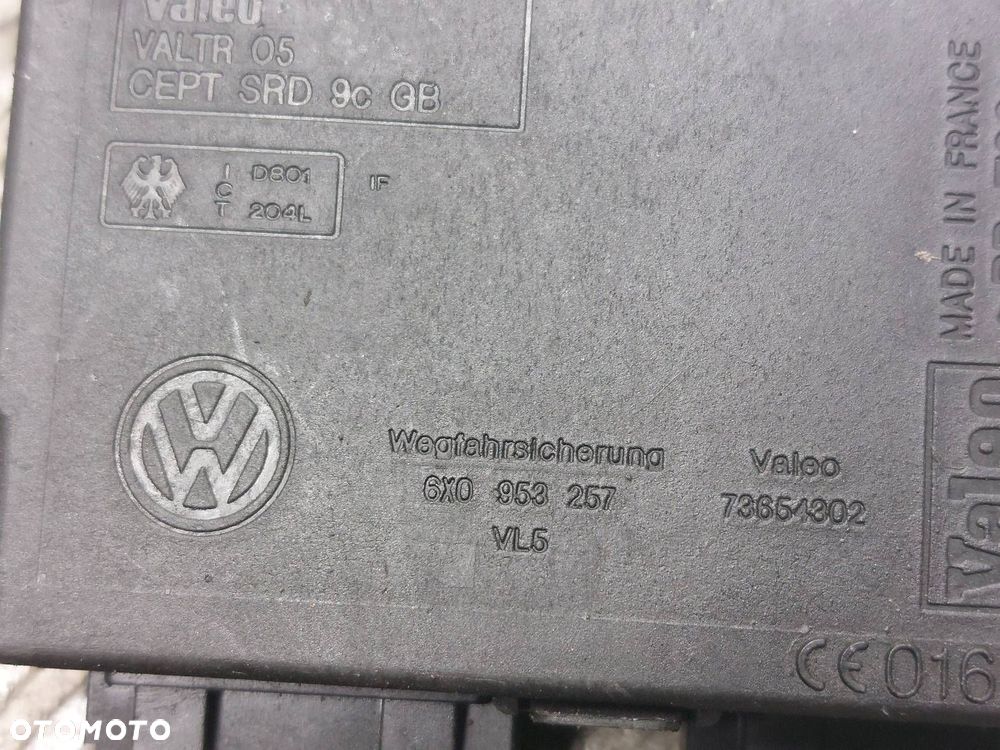 Valeo
VALTR 05
CEPT SRD 9c GB
ICT
D801
204L
IF
MADE IN FRANCE
Valeo
Wegfahrsicherung
6X0 953 257
VL5
Valeo
73654302
CE016
OTOMOTO